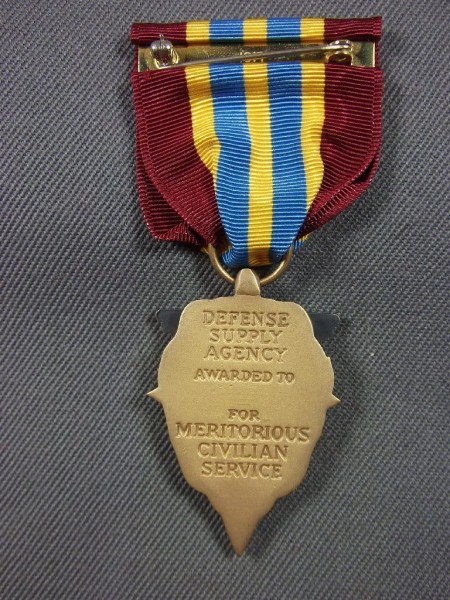 DEFENSE
SUPPLY
AGENCY
AWARDED TO
FOR
MERITORIOUS
CIVILIAN
SERVICE